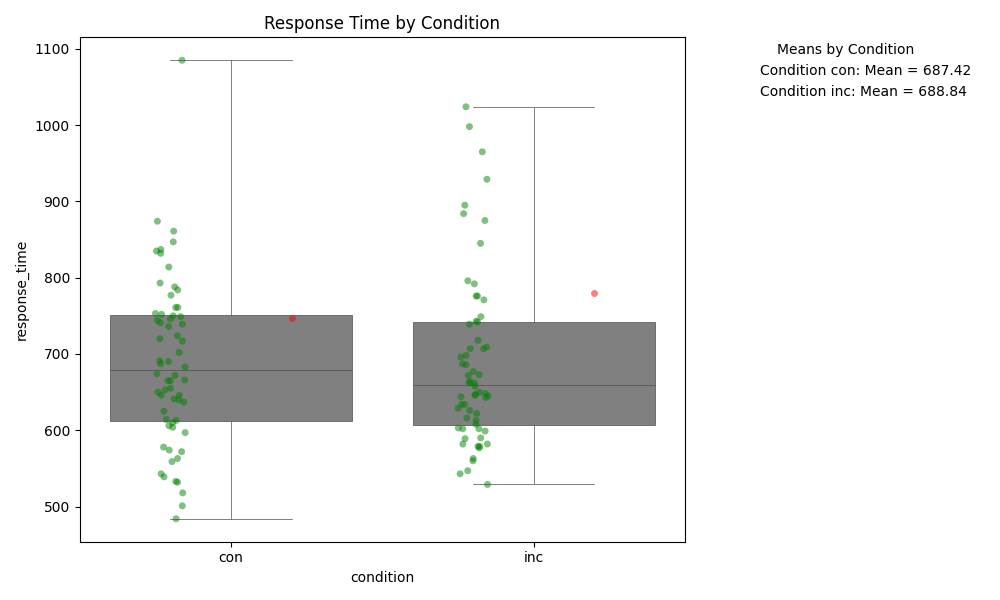 Response Time by Condition
Means by Condition
Condition con: Mean = 687.42
Condition inc: Mean = 688.84
1100
1000
900
800
700
600
500
response_time
con inc
condition